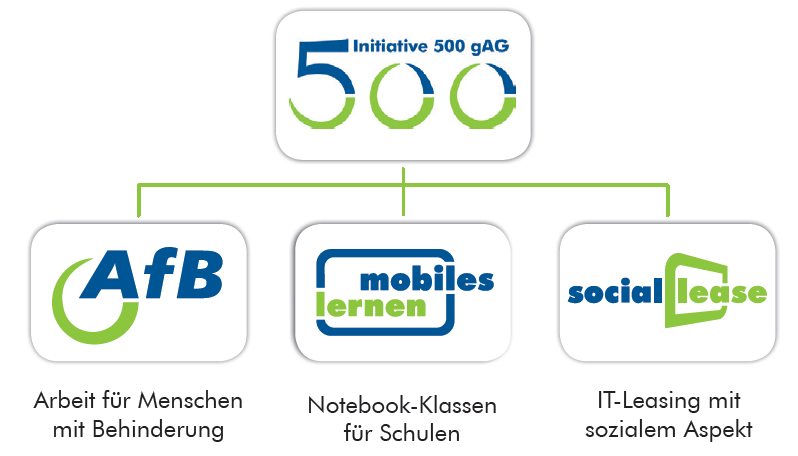 Initiative 500 gAG
500
AfB
mobiles
lernen
social lease
Arbeit für Menschen
mit Behinderung
Notebook-Klassen
für Schulen
IT-Leasing mit
sozialem Aspekt